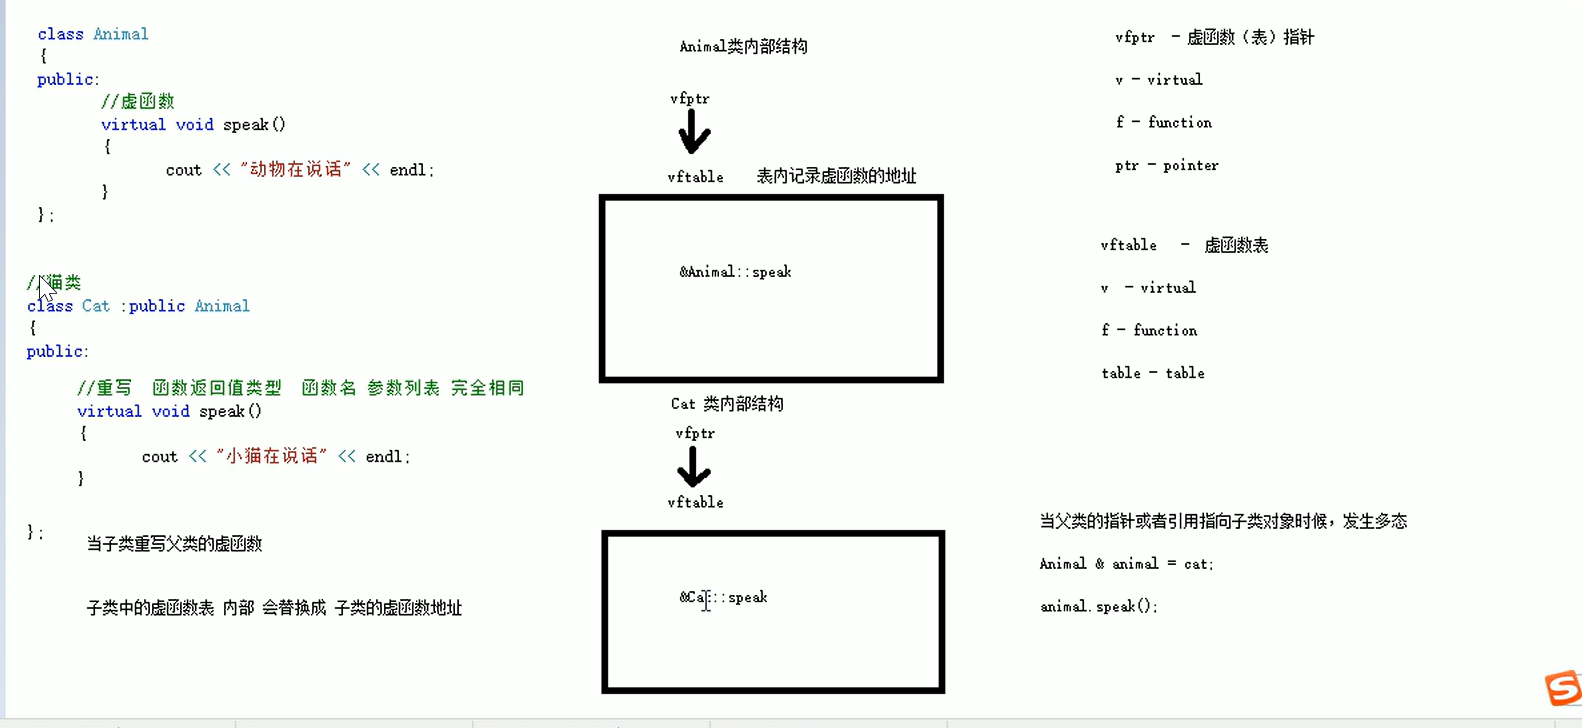 class Animal
{
public:
//虚函数
virtual void speak()
{
cout << "动物在说话" << endl;
}
};
//猫类
class Cat :public Animal
{
public:
//重写 函数返回值类型 函数名 参数列表 完全相同
virtual void speak()
{
cout << "小猫在说话" << endl;
}
};
当子类重写父类的虚函数
子类中的虚函数表 内部 会替换成 子类的虚函数地址
Animal类内部结构
vfptr
vftable 表内记录虚函数的地址
&Animal::speak
Cat 类内部结构
vfptr
vftable
&Cat::speak
vfptr - 虚函数（表）指针
v - virtual
f - function
ptr - pointer
vftable - 虚函数表
v - virtual
f - function
table - table
当父类的指针或者引用指向子类对象时候，发生多态
Animal & animal = cat;
animal.speak();